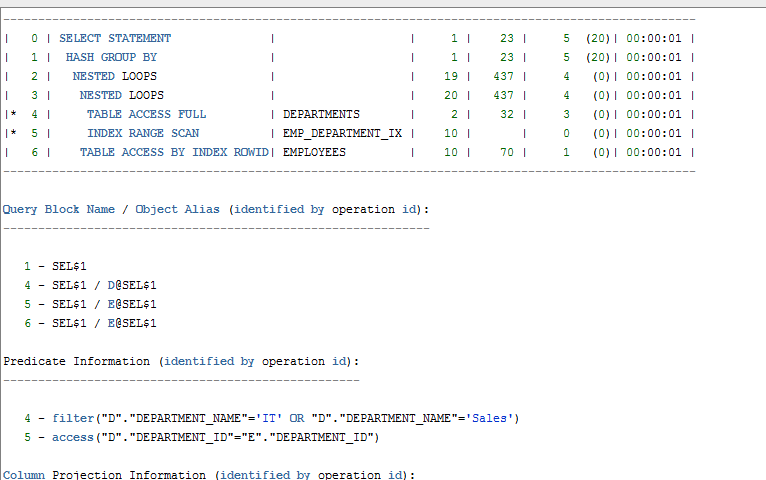 --------------------------------------------------------------------------------------------------
|   0 | SELECT STATEMENT              |                   |     1 |    23 |     5  (20)| 00:00:01 |
|   1 |  HASH GROUP BY                |                   |     1 |    23 |     5  (20)| 00:00:01 |
|   2 |   NESTED LOOPS                |                   |    19 |   437 |     4   (0)| 00:00:01 |
|   3 |    NESTED LOOPS               |                   |    20 |   437 |     4   (0)| 00:00:01 |
|*  4 |     TABLE ACCESS FULL         | DEPARTMENTS       |     2 |    32 |     3   (0)| 00:00:01 |
|*  5 |     INDEX RANGE SCAN          | EMP_DEPARTMENT_IX |    10 |       |     0   (0)| 00:00:01 |
|   6 |    TABLE ACCESS BY INDEX ROWID| EMPLOYEES         |    10 |    70 |     1   (0)| 00:00:01 |
--------------------------------------------------------------------------------------------------
Query Block Name / Object Alias (identified by operation id):
-------------------------------------------------------------
   1 - SEL$1
   4 - SEL$1 / D@SEL$1
   5 - SEL$1 / E@SEL$1
   6 - SEL$1 / E@SEL$1
Predicate Information (identified by operation id):
---------------------------------------------------
   4 - filter("D"."DEPARTMENT_NAME"='IT' OR "D"."DEPARTMENT_NAME"='Sales')
   5 - access("D"."DEPARTMENT_ID"="E"."DEPARTMENT_ID")
Column Projection Information (identified by operation id):